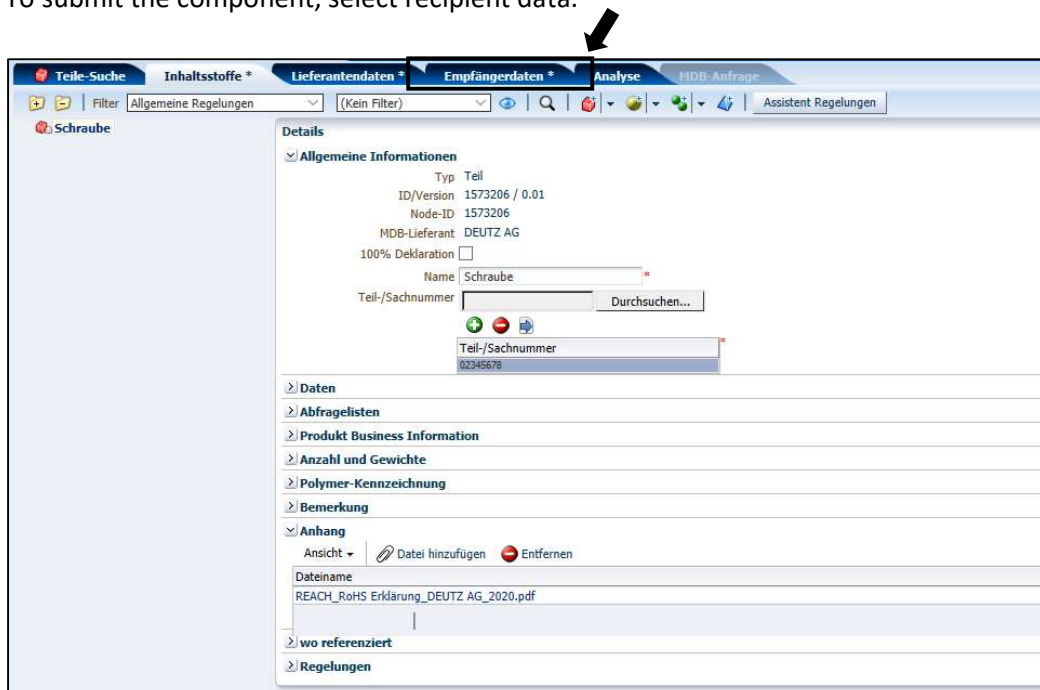 To submit the component, select recipient data.
Teile-Suche Inhaltsstoffe * Lieferantendaten * Empfängerdaten * Analyse MDB-Anfrage
Filter Allgemeine Regelungen (Kein Filter) Assistent Regelungen
Schraube
Details
Allgemeine Informationen
Typ Teil
ID/Version 1573206 / 0.01
Node-ID 1573206
MDB-Lieferant DEUTZ AG
100% Deklaration
Name Schraube *
Teil-/Sachnummer Durchsuchen...
Teil-/Sachnummer *
02345678
Daten
Abfragelisten
Produkt Business Information
Anzahl und Gewichte
Polymer-Kennzeichnung
Bemerkung
Anhang
Ansicht Datei hinzufügen Entfernen
Dateiname
REACH_RoHS Erklärung_DEUTZ AG_2020.pdf
wo referenziert
Regelungen